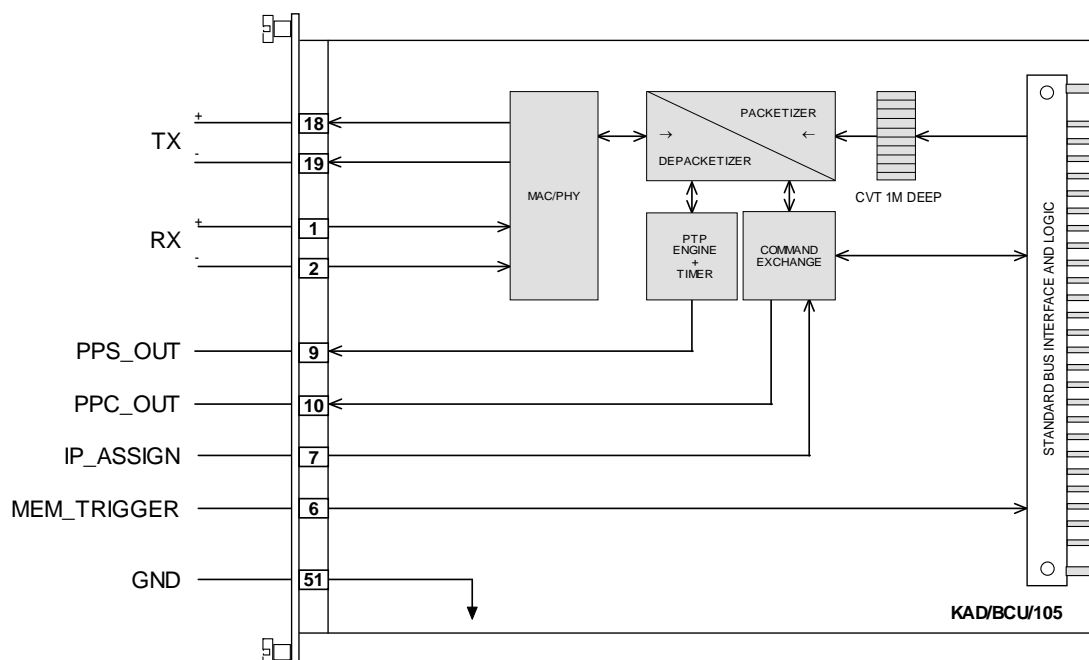 +
TX
18
-
19
+
RX
1
-
2
PPS_OUT
9
PPC_OUT
10
IP_ASSIGN
7
MEM_TRIGGER
6
GND
51
MAC/PHY
PACKETIZER
→ ←
DEPACKETIZER
PTP
ENGINE
+
TIMER
COMMAND
EXCHANGE
CVT 1M DEEP
STANDARD BUS INTERFACE AND LOGIC
KAD/BCU/105